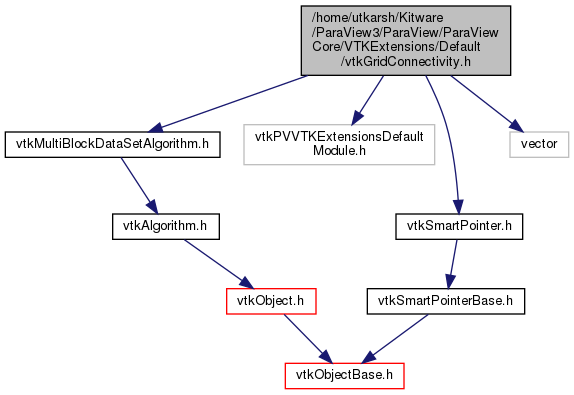 /home/utkarsh/Kitware
/ParaView3/ParaView/ParaView
Core/VTKExtensions/Default
/vtkGridConnectivity.h
vtkMultiBlockDataSetAlgorithm.h
vtkPVVTKExtensionsDefault
Module.h
vector
vtkAlgorithm.h
vtkSmartPointer.h
vtkObject.h
vtkSmartPointerBase.h
vtkObjectBase.h